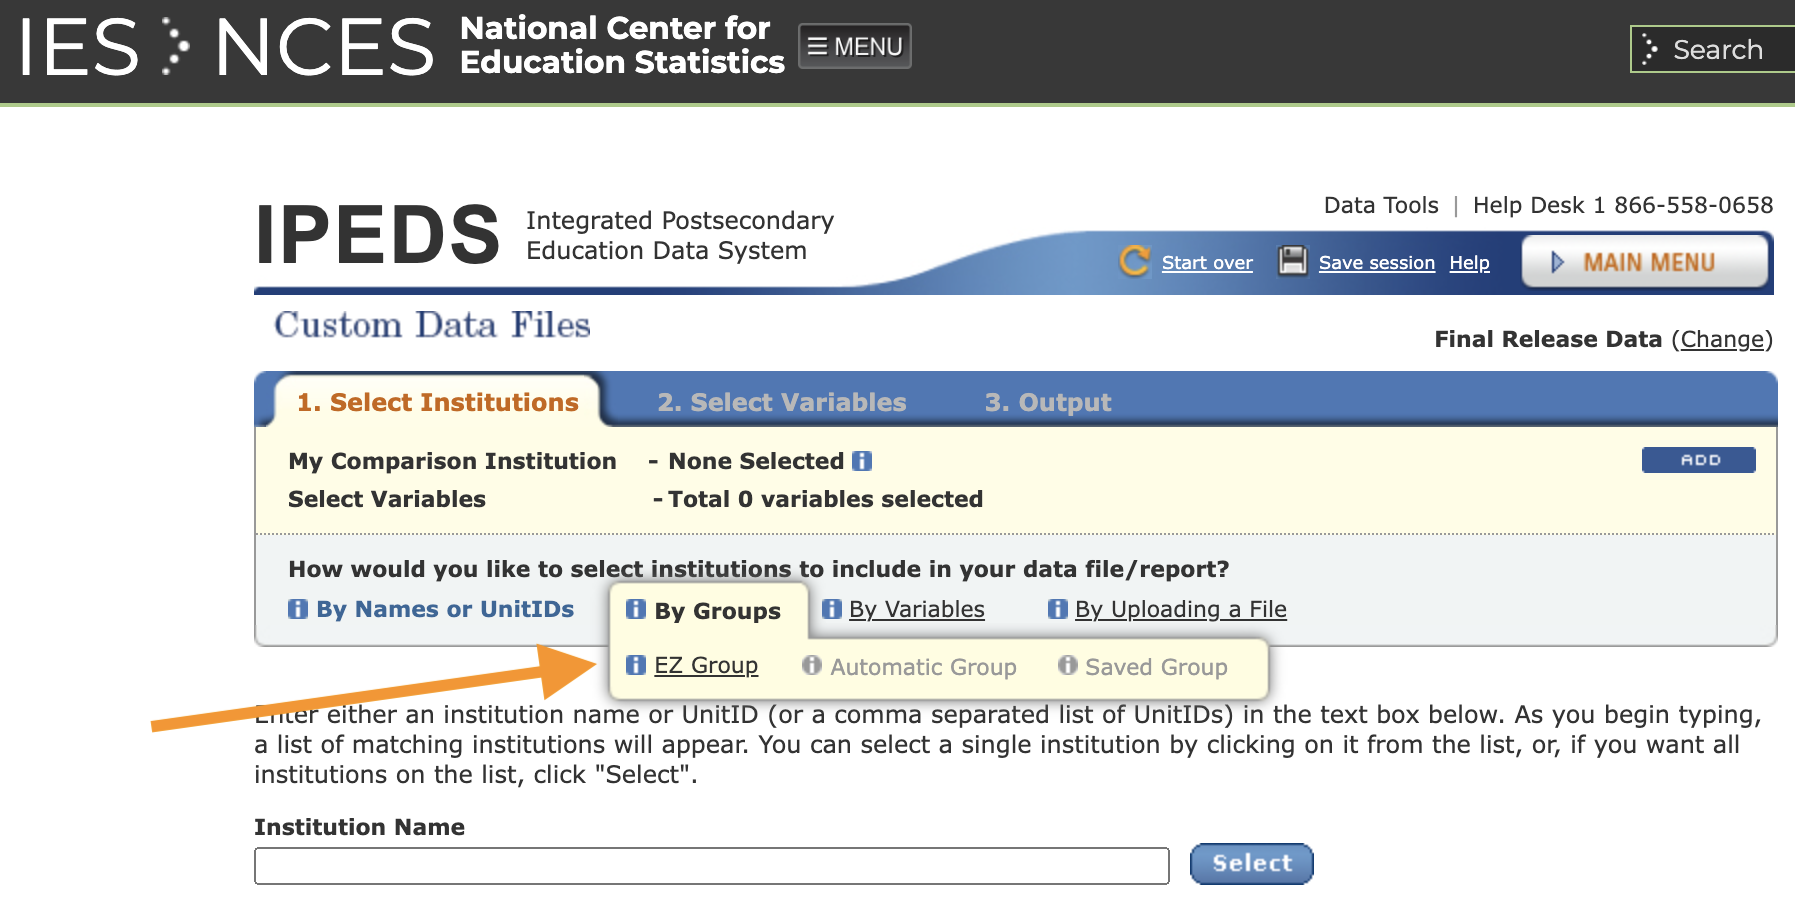 IES NCES National Center for Education Statistics
☰ MENU
Search
IPEDS Integrated Postsecondary
Education Data System
Data Tools | Help Desk 1 866-558-0658
Start over Save session Help MAIN MENU
Custom Data Files
Final Release Data (Change)
1. Select Institutions 2. Select Variables 3. Output
My Comparison Institution - None Selected
ADD
Select Variables - Total 0 variables selected
How would you like to select institutions to include in your data file/report?
By Names or UnitIDs By Groups By Variables By Uploading a File
EZ Group Automatic Group Saved Group
Enter either an institution name or UnitID (or a comma separated list of UnitIDs) in the text box below. As you begin typing,
a list of matching institutions will appear. You can select a single institution by clicking on it from the list, or, if you want all
institutions on the list, click "Select".
Institution Name
Select